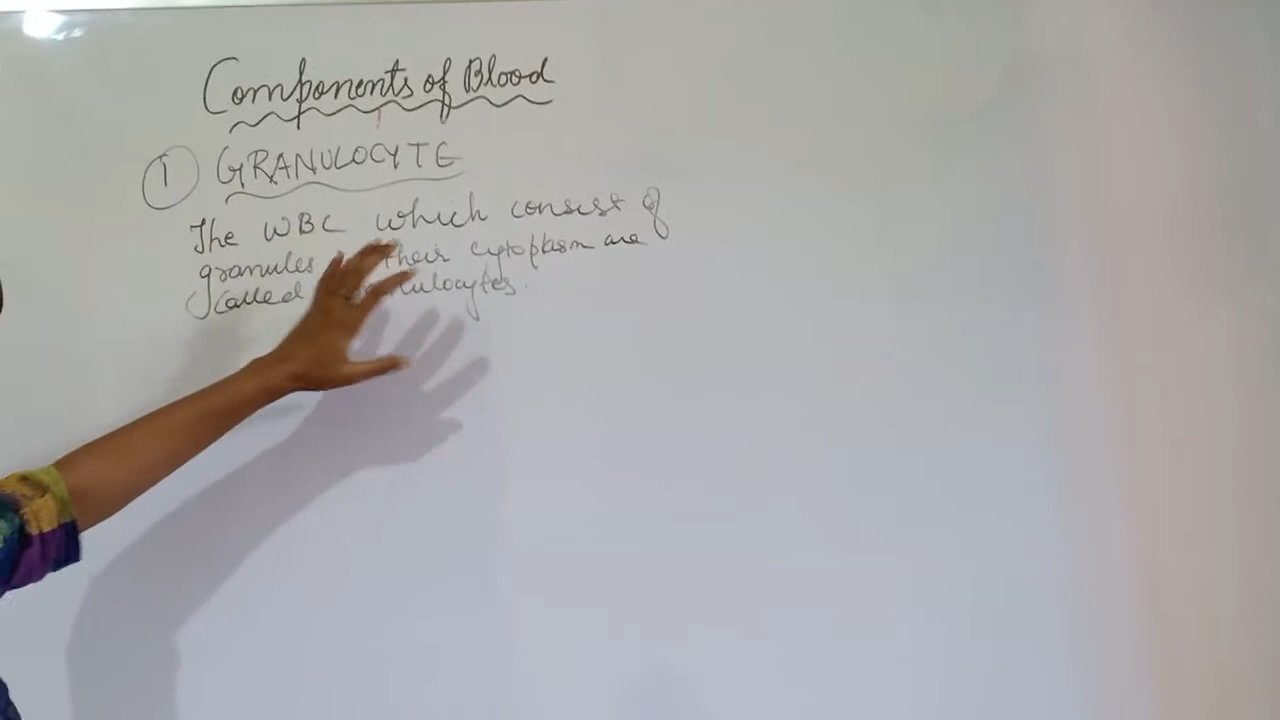 Components of Blood
1 GRANULOCYTE
The WBC which consist of
granules their cytoplasm are
called